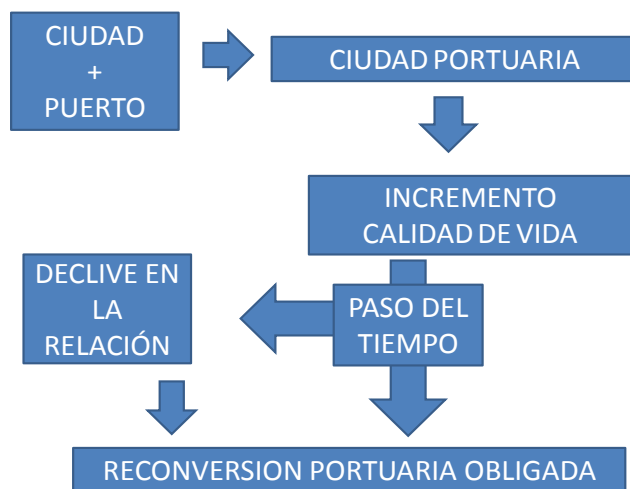 CIUDAD
+
PUERTO
CIUDAD PORTUARIA
INCREMENTO
CALIDAD DE VIDA
DECLIVE EN
LA
RELACIÓN
PASO DEL
TIEMPO
RECONVERSION PORTUARIA OBLIGADA